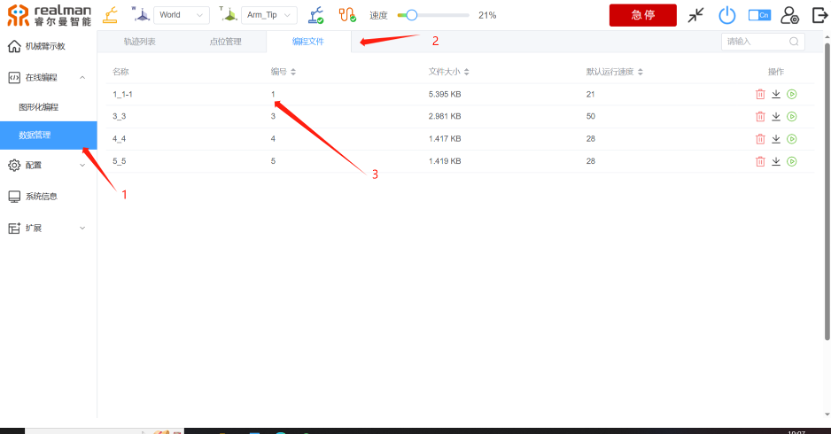 realman
睿尔曼智能
World
Arm_Tip
速度
21%
急停
Cn
机械臂示教
在线编程
图形化编程
数据管理
配置
系统信息
扩展
轨迹列表
点位管理
编程文件
请输入
名称
编号
文件大小
默认运行速度
操作
1_1-1
1
5.395 KB
21
3_3
3
2.981 KB
50
4_4
4
1.417 KB
28
5_5
5
1.419 KB
28
1
2
3